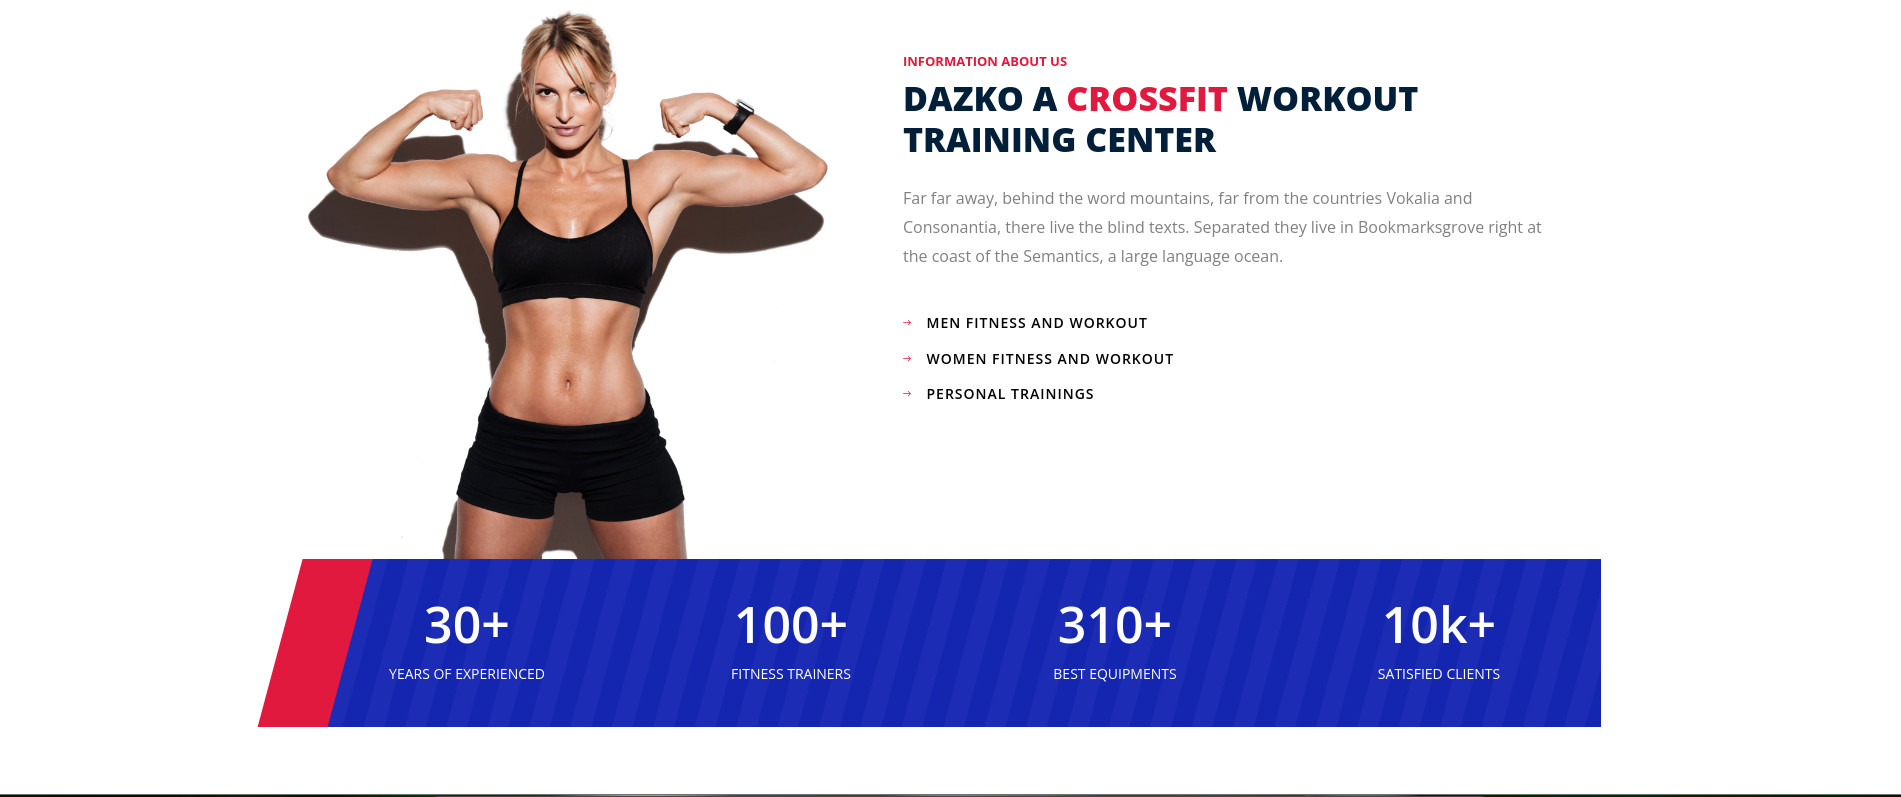 INFORMATION ABOUT US
DAZKO A CROSSFIT WORKOUT
TRAINING CENTER
Far far away, behind the word mountains, far from the countries Vokalia and
Consonantia, there live the blind texts. Separated they live in Bookmarksgrove right at
the coast of the Semantics, a large language ocean.
→ MEN FITNESS AND WORKOUT
→ WOMEN FITNESS AND WORKOUT
→ PERSONAL TRAININGS
30+
YEARS OF EXPERIENCED
100+
FITNESS TRAINERS
310+
BEST EQUIPMENTS
10k+
SATISFIED CLIENTS